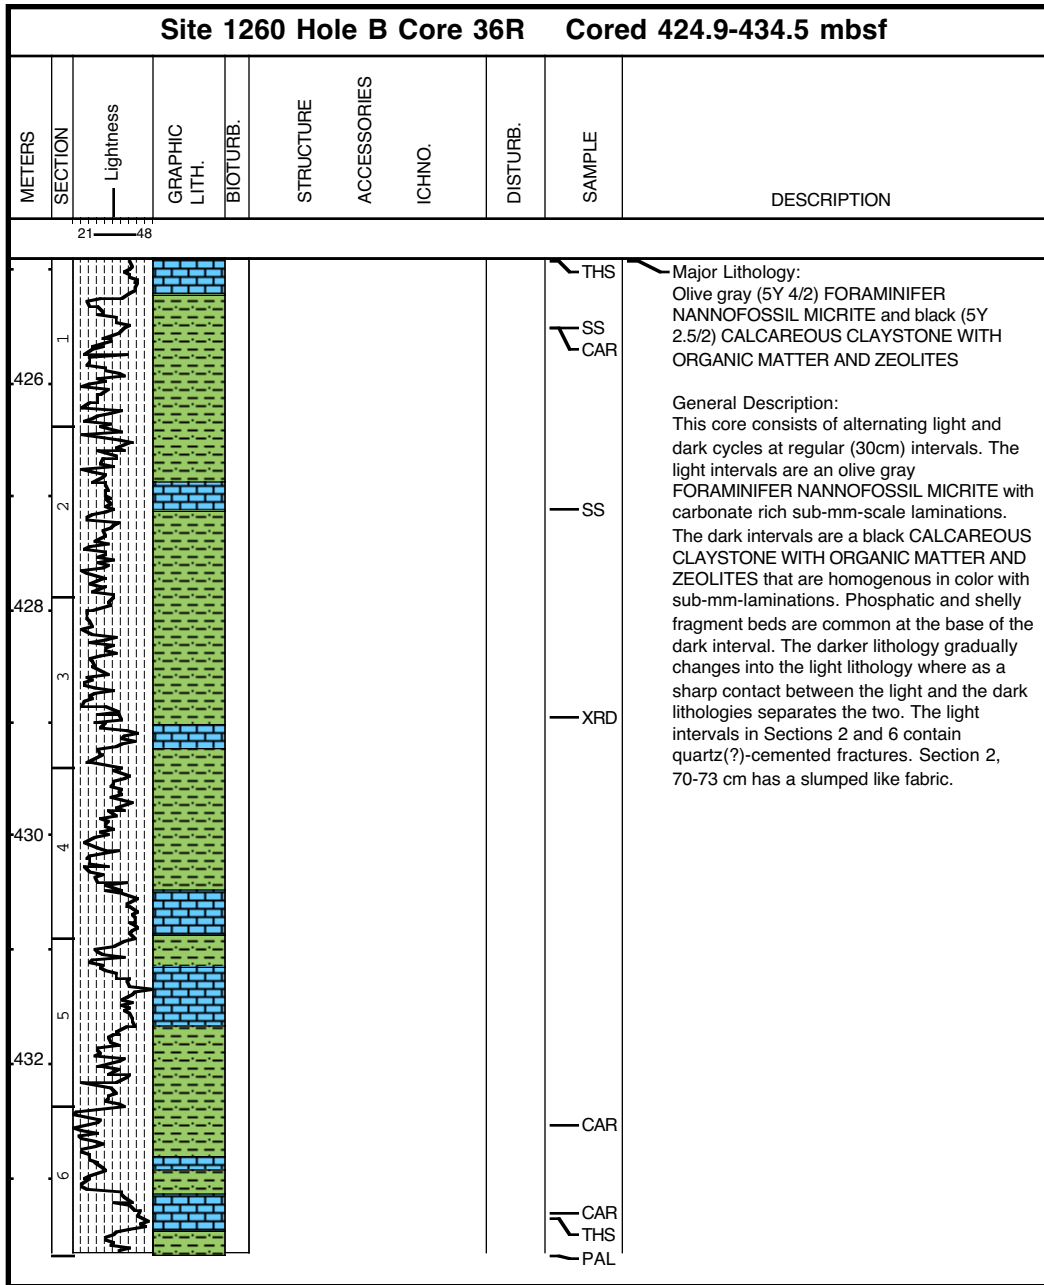 Site 1260 Hole B Core 36R Cored 424.9-434.5 mbsf
METERS
SECTION
Lightness
GRAPHIC
LITH.
BIOTURB.
STRUCTURE
ACCESSORIES
ICHNO.
DISTURB.
SAMPLE
DESCRIPTION
21 48
1
2
3
4
5
6
426
428
430
432
THS
SS
CAR
SS
XRD
CAR
CAR
THS
PAL
Major Lithology:
Olive gray (5Y 4/2) FORAMINIFER
NANNOFOSSIL MICRITE and black (5Y
2.5/2) CALCAREOUS CLAYSTONE WITH
ORGANIC MATTER AND ZEOLITES
General Description:
This core consists of alternating light and
dark cycles at regular (30cm) intervals. The
light intervals are an olive gray
FORAMINIFER NANNOFOSSIL MICRITE with
carbonate rich sub-mm-scale laminations.
The dark intervals are a black CALCAREOUS
CLAYSTONE WITH ORGANIC MATTER AND
ZEOLITES that are homogenous in color with
sub-mm-laminations. Phosphatic and shelly
fragment beds are common at the base of the
dark interval. The darker lithology gradually
changes into the light lithology where as a
sharp contact between the light and the dark
lithologies separates the two. The light
intervals in Sections 2 and 6 contain
quartz(?)-cemented fractures. Section 2,
70-73 cm has a slumped like fabric.